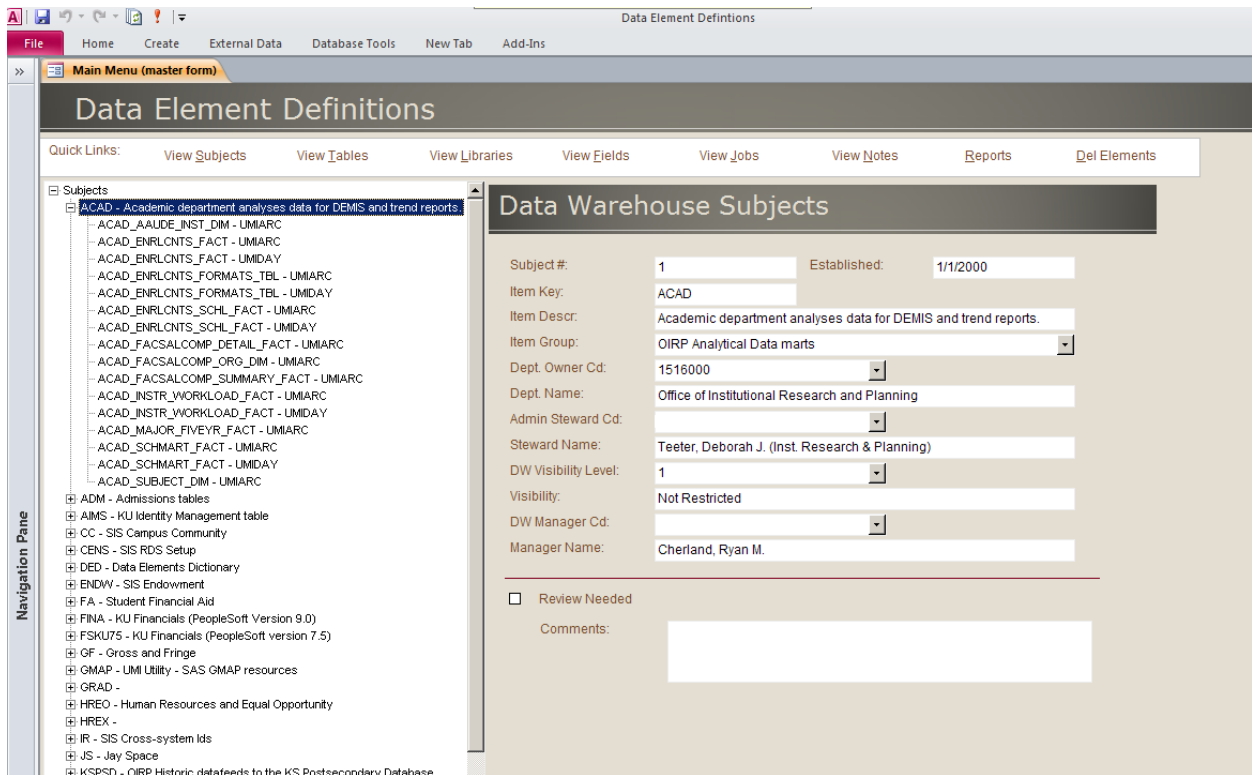 Data Element Defintions
File Home Create External Data Database Tools New Tab Add-Ins
Main Menu (master form)
Data Element Definitions
Quick Links: View Subjects View Tables View Libraries View Fields View Jobs View Notes Reports Del Elements
Navigation Pane
Subjects
ACAD - Academic department analyses data for DEMIS and trend reports.
ACAD_AAUDE_INST_DIM - UMIARC
ACAD_ENRLCNTS_FACT - UMIARC
ACAD_ENRLCNTS_FACT - UMIDAY
ACAD_ENRLCNTS_FORMATS_TBL - UMIARC
ACAD_ENRLCNTS_FORMATS_TBL - UMIDAY
ACAD_ENRLCNTS_SCHL_FACT - UMIARC
ACAD_ENRLCNTS_SCHL_FACT - UMIDAY
ACAD_FACSALCOMP_DETAIL_FACT - UMIARC
ACAD_FACSALCOMP_ORG_DIM - UMIARC
ACAD_FACSALCOMP_SUMMARY_FACT - UMIARC
ACAD_INSTR_WORKLOAD_FACT - UMIARC
ACAD_INSTR_WORKLOAD_FACT - UMIDAY
ACAD_MAJOR_FIVEYR_FACT - UMIARC
ACAD_SCHMART_FACT - UMIARC
ACAD_SCHMART_FACT - UMIDAY
ACAD_SUBJECT_DIM - UMIARC
ADM - Admissions tables
AIMS - KU Identity Management table
CC - SIS Campus Community
CENS - SIS RDS Setup
DED - Data Elements Dictionary
ENDW - SIS Endowment
FA - Student Financial Aid
FINA - KU Financials (PeopleSoft Version 9.0)
FSKU75 - KU Financials (PeopleSoft version 7.5)
GF - Gross and Fringe
GMAP - UMI Utility - SAS GMAP resources
GRAD -
HREO - Human Resources and Equal Opportunity
HREX -
IR - SIS Cross-system Ids
JS - Jay Space
KSPSD - OIRP Historic datafeeds to the KS Postsecondary Database
Data Warehouse Subjects
Subject #: 1 Established: 1/1/2000
Item Key: ACAD
Item Descr: Academic department analyses data for DEMIS and trend reports.
Item Group: OIRP Analytical Data marts
Dept. Owner Cd: 1516000
Dept. Name: Office of Institutional Research and Planning
Admin Steward Cd:
Steward Name: Teeter, Deborah J. (Inst. Research & Planning)
DW Visibility Level: 1
Visibility: Not Restricted
DW Manager Cd:
Manager Name: Cherland, Ryan M.
Review Needed
Comments: